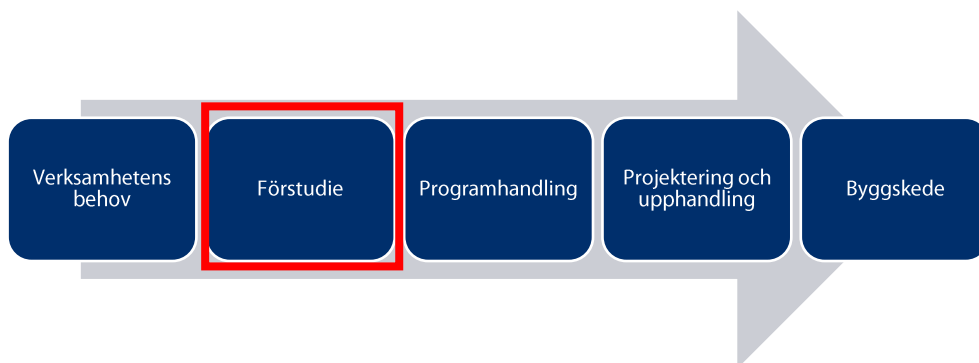 Verksamhetens
behov
Förstudie
Programhandling
Projektering och
upphandling
Byggskede